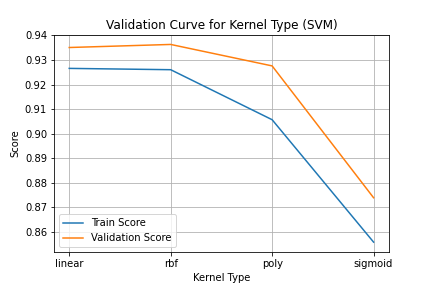 Validation Curve for Kernel Type (SVM)
0.94
0.93
0.92
0.91
0.90
0.89
0.88
0.87
0.86
Score
Train Score
Validation Score
linear rbf poly sigmoid
Kernel Type